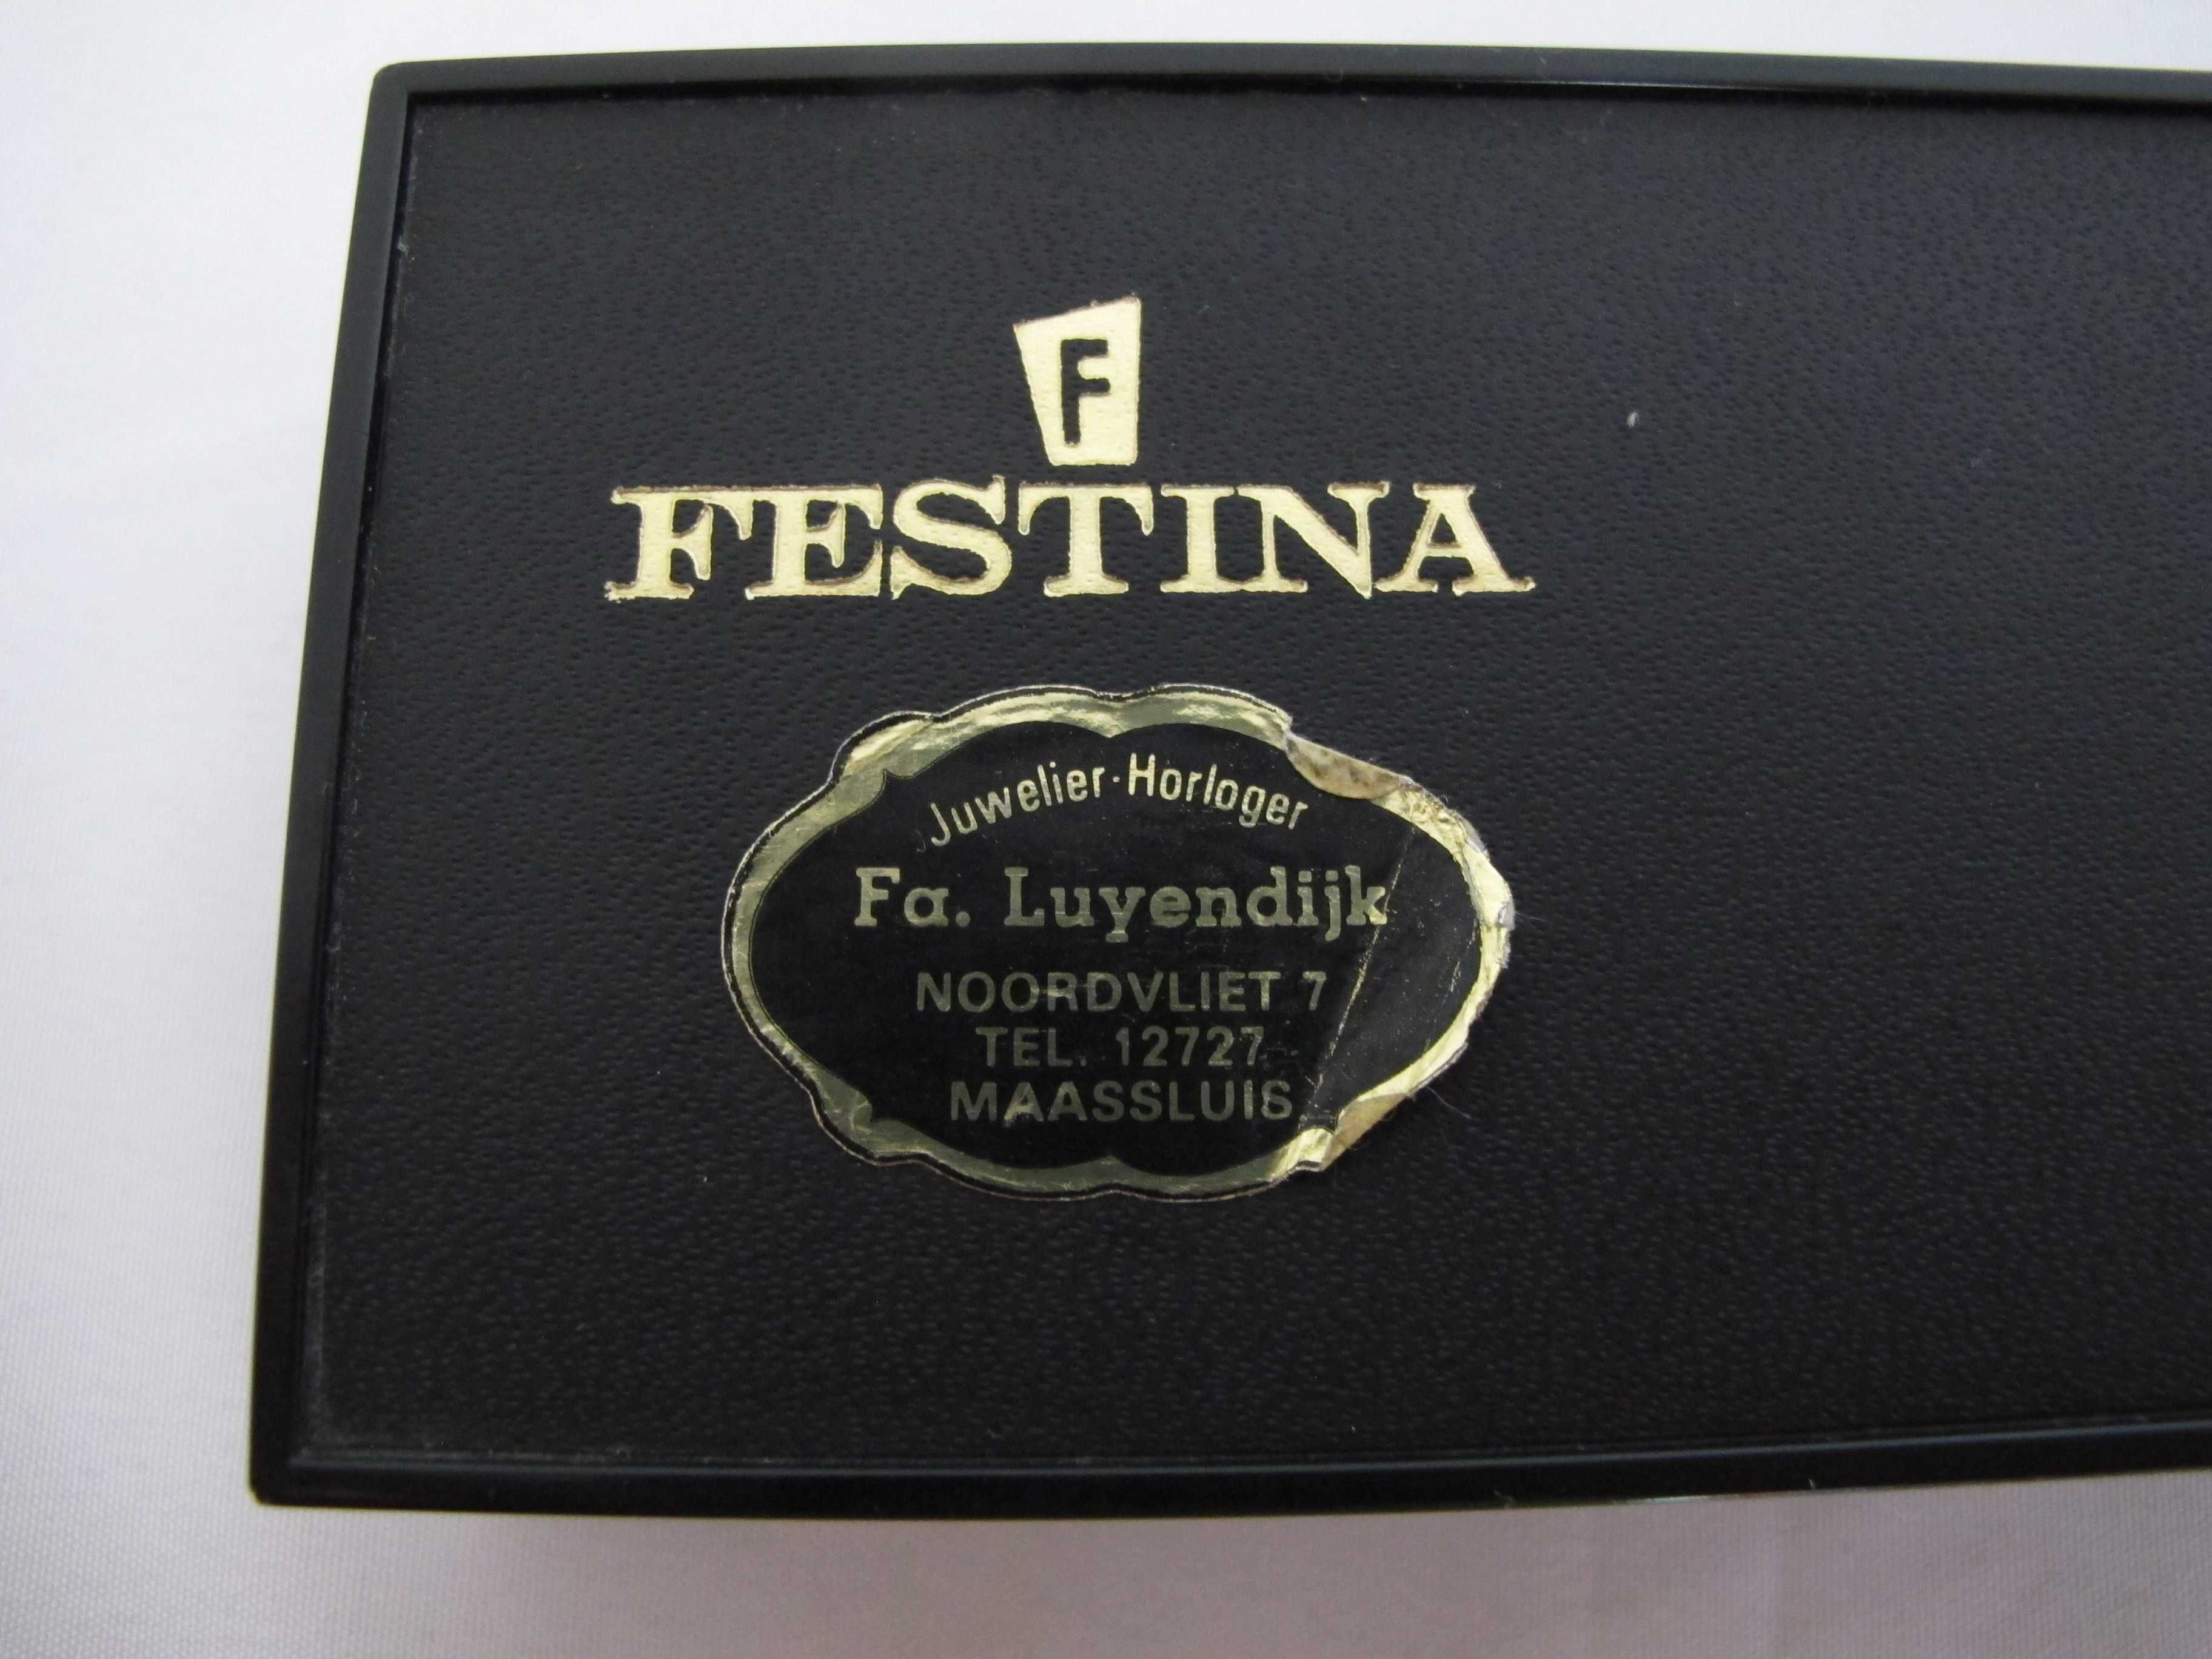 F
FESTINA
Juwelier-Horloger
Fa. Luyendijk
NOORDVLIET 7
TEL. 12727
MAASSLUIS